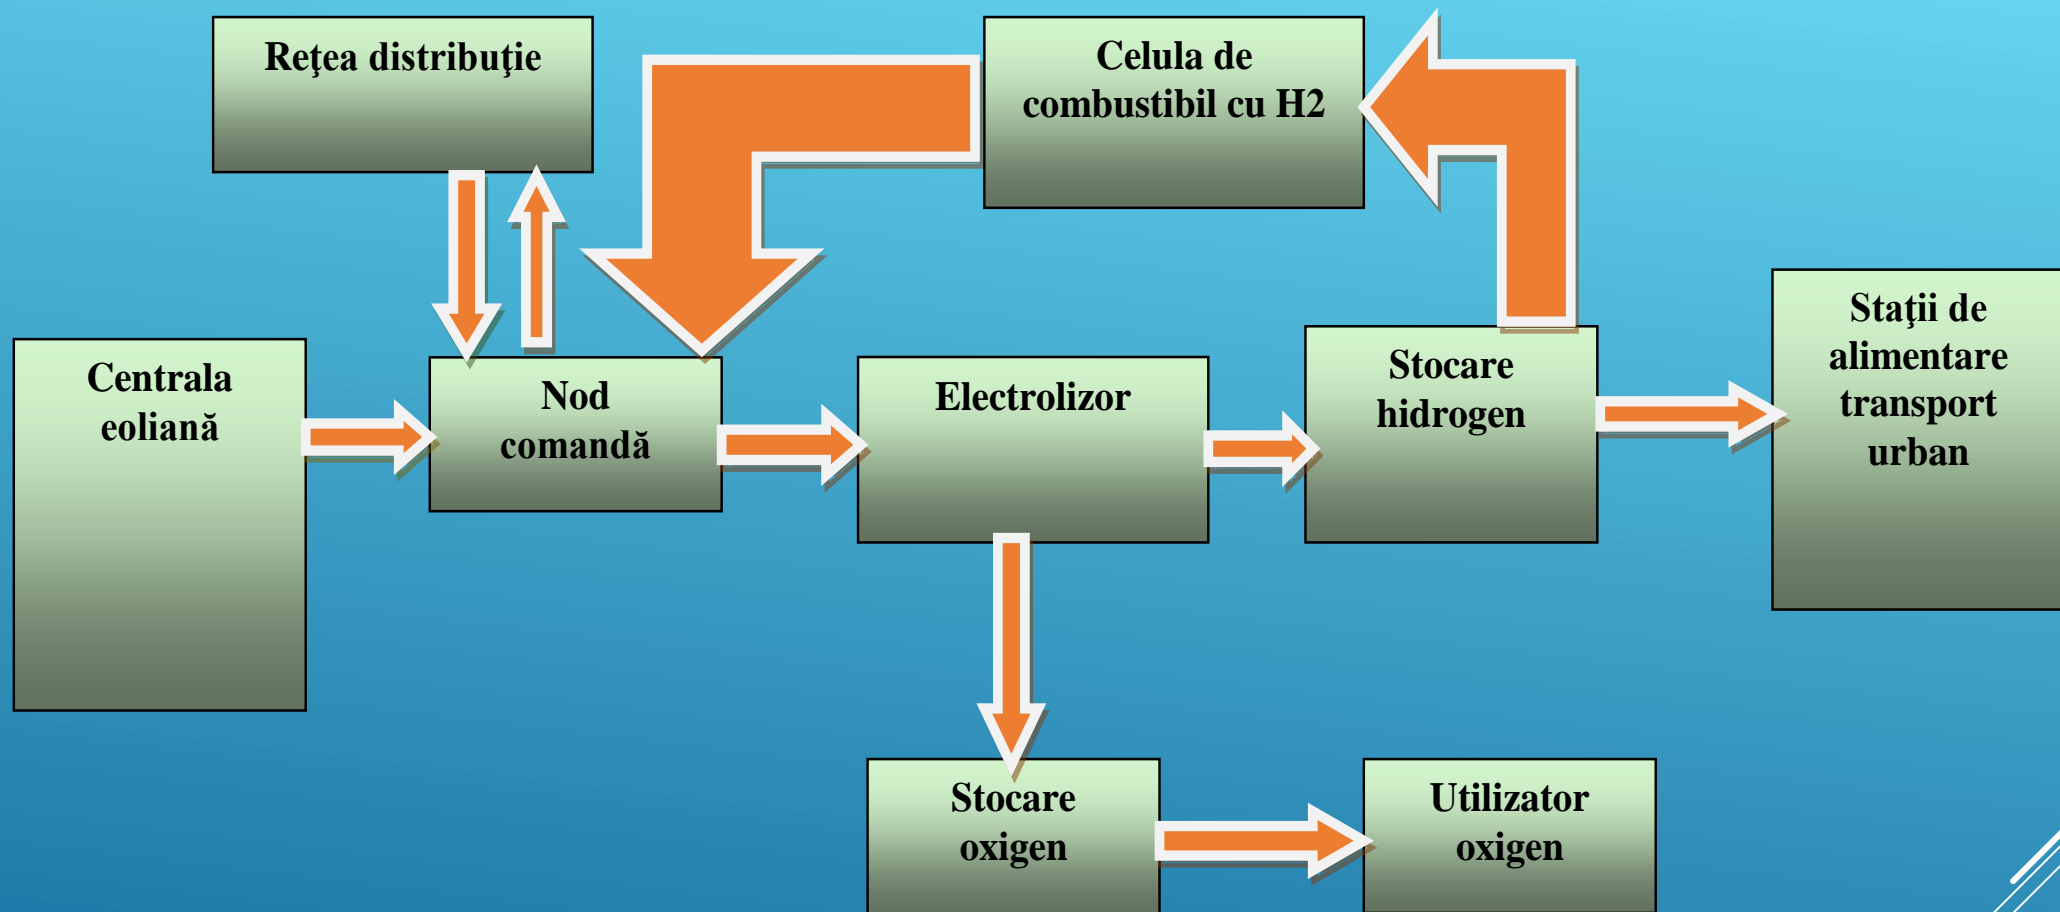 Reţea distribuţie
Celula de
combustibil cu H2
Centrala
eoliană
Nod
comandă
Electrolizor
Stocare
hidrogen
Staţii de
alimentare
transport
urban
Stocare
oxigen
Utilizator
oxigen